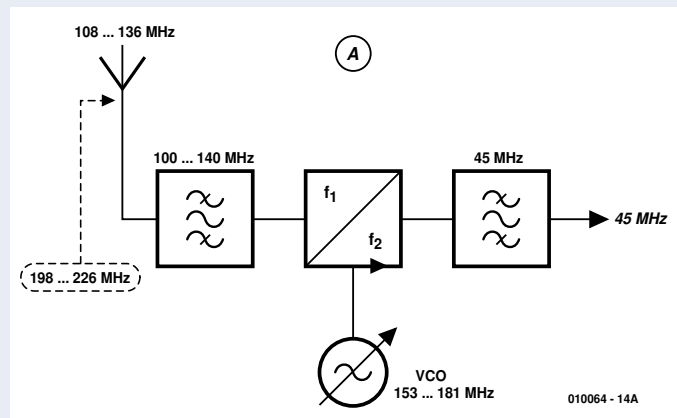 108 ... 136 MHz
A
100 ... 140 MHz
45 MHz
f1
f2
45 MHz
198 ... 226 MHz
VCO
153 ... 181 MHz
010064 - 14A